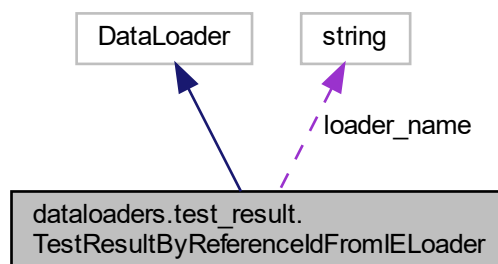 DataLoader
string
loader_name
dataloaders.test_result.
TestResultByReferenceIdFromIELoader